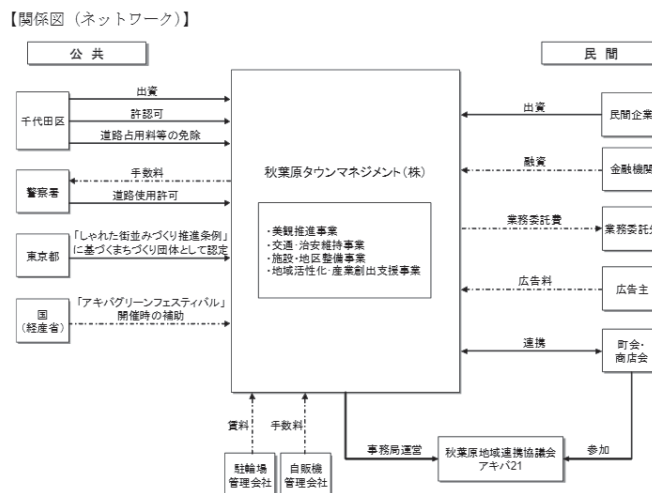 【関係図（ネットワーク）】
公 共
民 間
千代田区
出資
許認可
道路占用料等の免除
警察署
手数料
道路使用許可
東京都
「しゃれた街並みづくり推進条例」
に基づくまちづくり団体として認定
国
（経産省）
「アキバグリーンフェスティバル」
開催時の補助
秋葉原タウンマネジメント（株）
・美観推進事業
・交通・治安維持事業
・施設・地区整備事業
・地域活性化・産業創出支援事業
出資
民間企業
融資
金融機関
業務委託費
業務委託先
広告料
広告主
連携
町会・
商店会
賃料
手数料
駐輪場
管理会社
自販機
管理会社
事務局運営
秋葉原地域連携協議会
アキバ21
参加